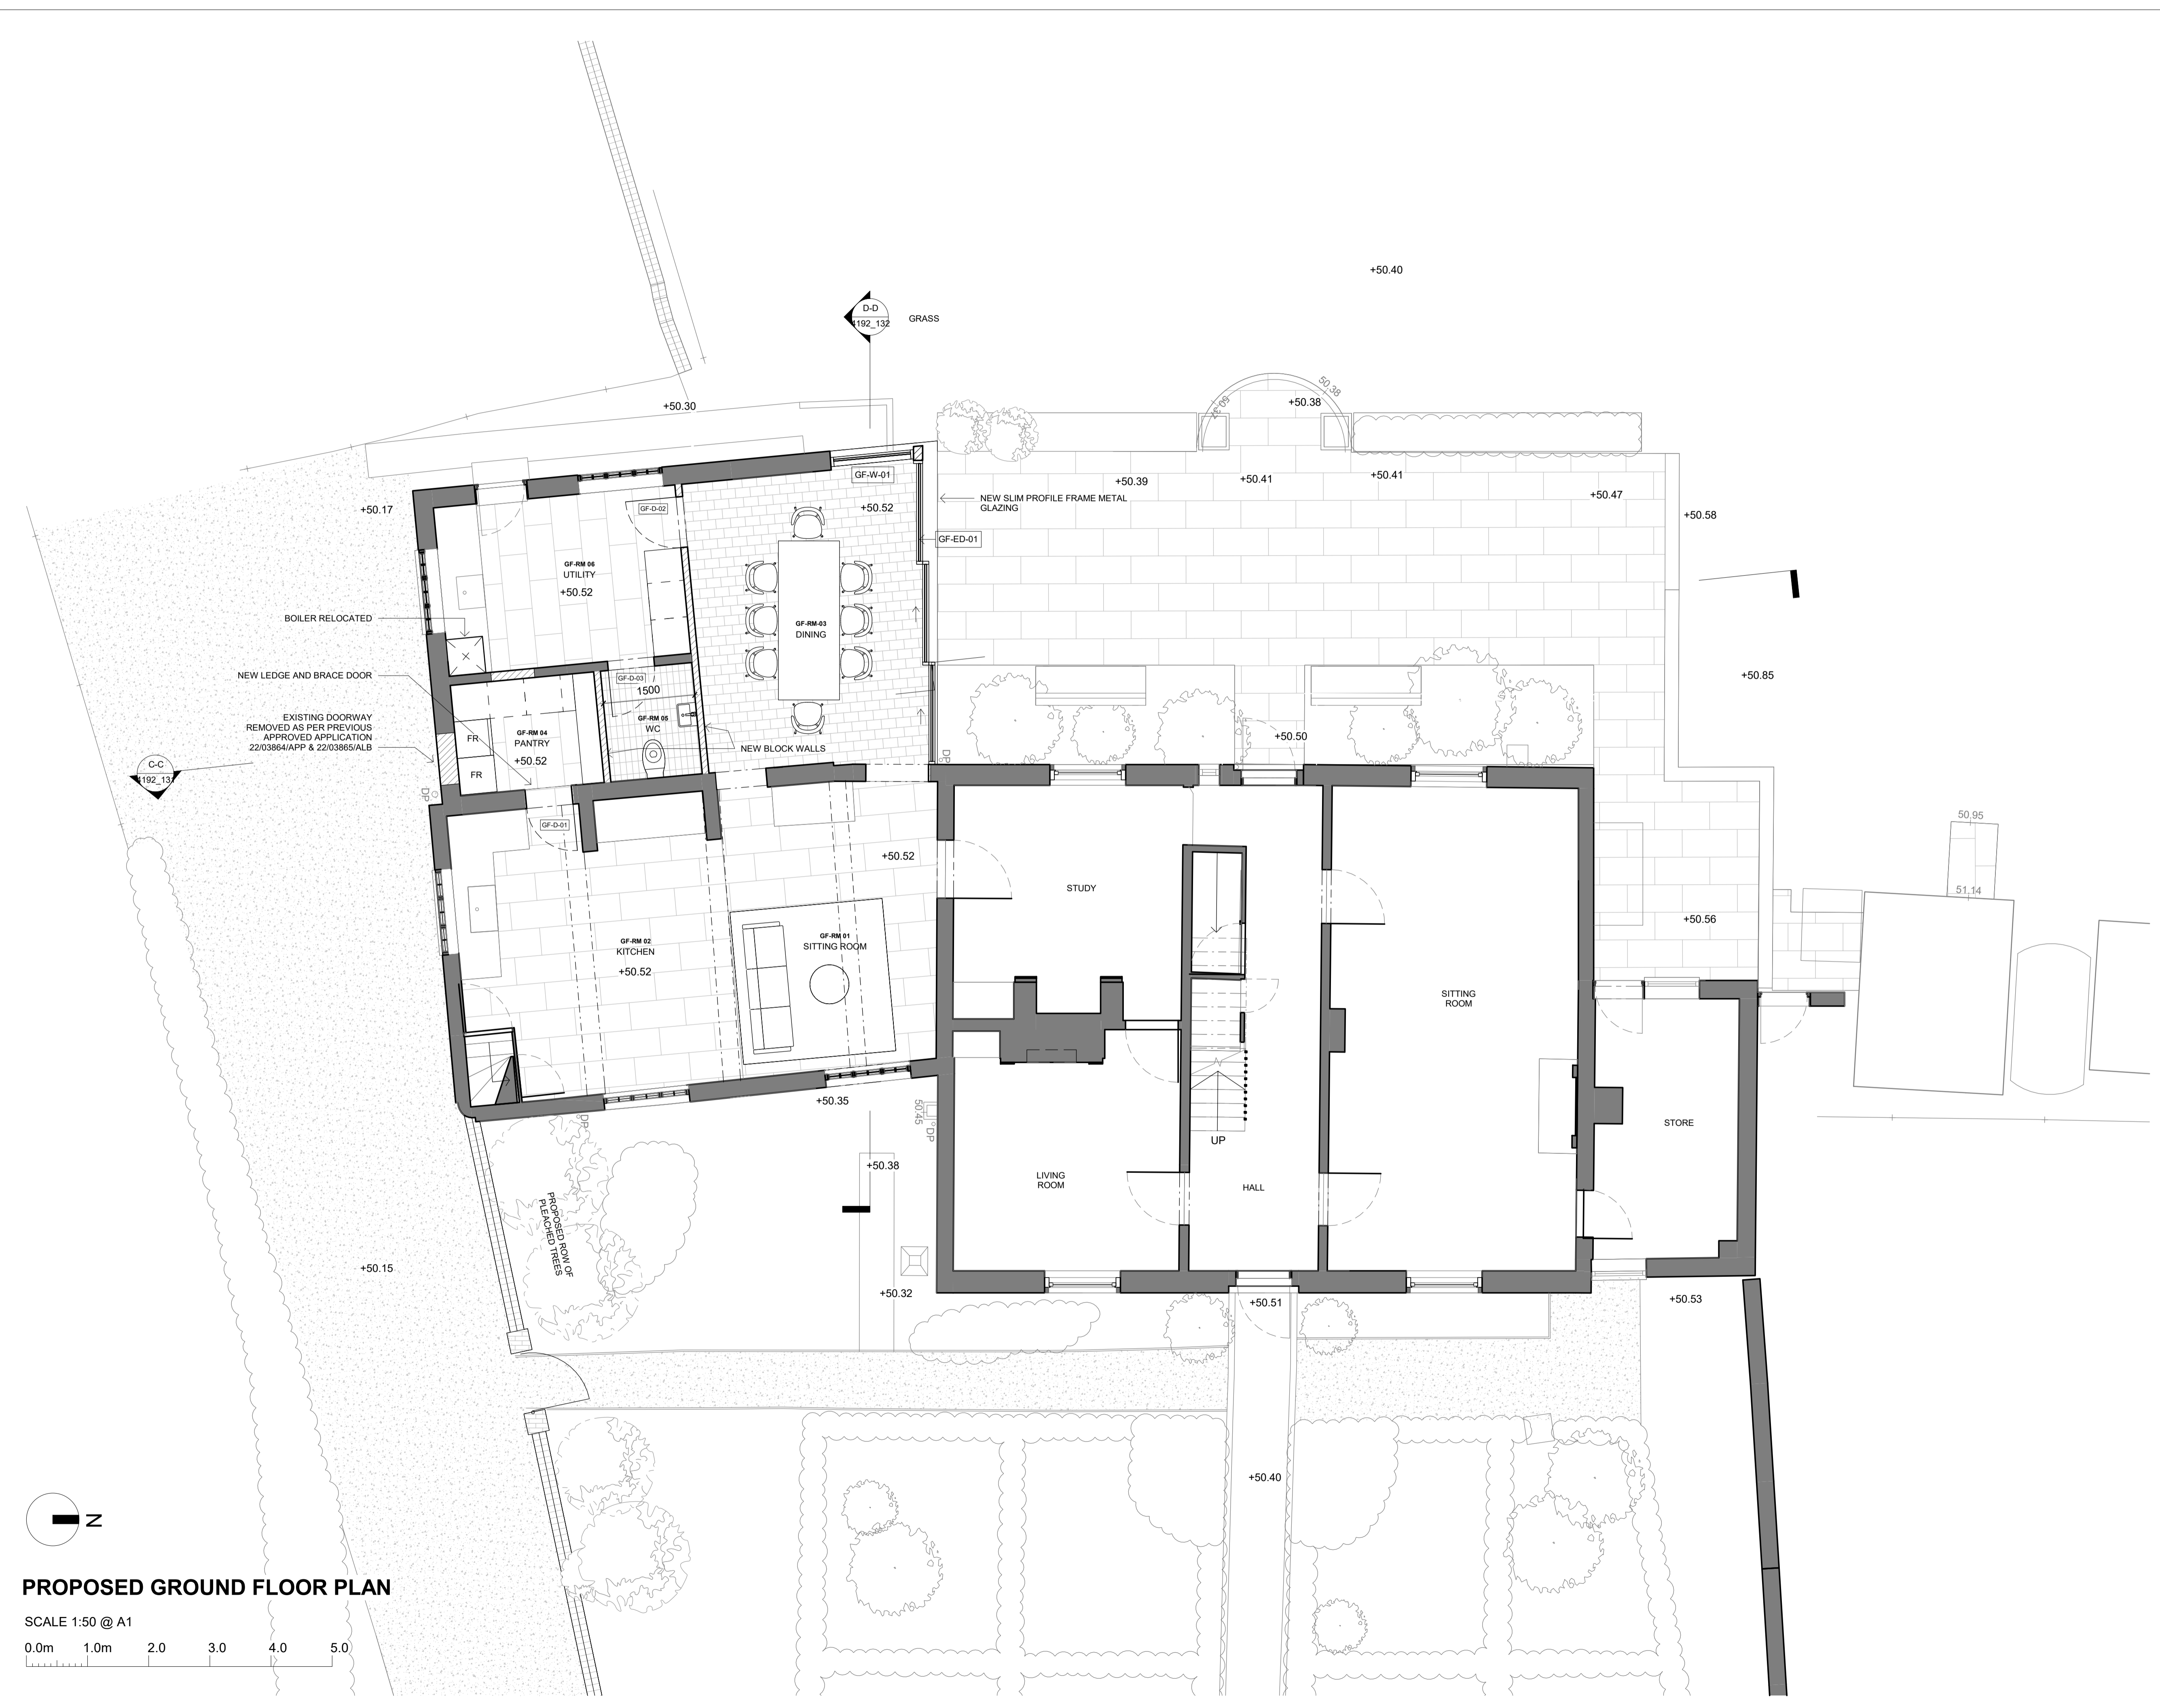 +50.40
D-D
4192_132
GRASS
50.38
50.37
+50.38
+50.30
GF-W-01
+50.52
+50.39
+50.41
+50.41
+50.47
+50.58
NEW SLIM PROFILE FRAME METAL
GLAZING
GF-ED-01
+50.17
GF-D-02
GF-RM 06
UTILITY
+50.52
BOILER RELOCATED
GF-RM-03
DINING
NEW LEDGE AND BRACE DOOR
GF-D-03
1500
+50.85
EXISTING DOORWAY
REMOVED AS PER PREVIOUS
APPROVED APPLICATION
22/03864/APP & 22/03865/ALB
GF-RM 05
WC
FR
GF-RM 04
PANTRY
+50.52
FR
NEW BLOCK WALLS
DP
+50.50
C-C
4192_131
DP
GF-D-01
50.95
+50.52
STUDY
51.14
+50.56
GF-RM 02
KITCHEN
+50.52
GF-RM 01
SITTING ROOM
SITTING
ROOM
+50.35
50.45
DP
DP
UP
STORE
+50.38
LIVING
ROOM
HALL
PROPOSED ROW OF
PLEACHED TREES
+50.15
+50.32
+50.51
+50.53
+50.40
N
PROPOSED GROUND FLOOR PLAN
SCALE 1:50 @ A1
0.0m 1.0m 2.0 3.0 4.0 5.0